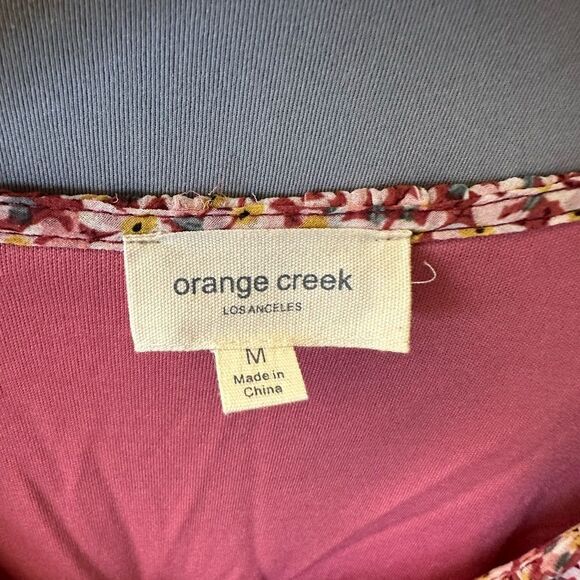 orange creek
LOS ANGELES
M
Made in
China